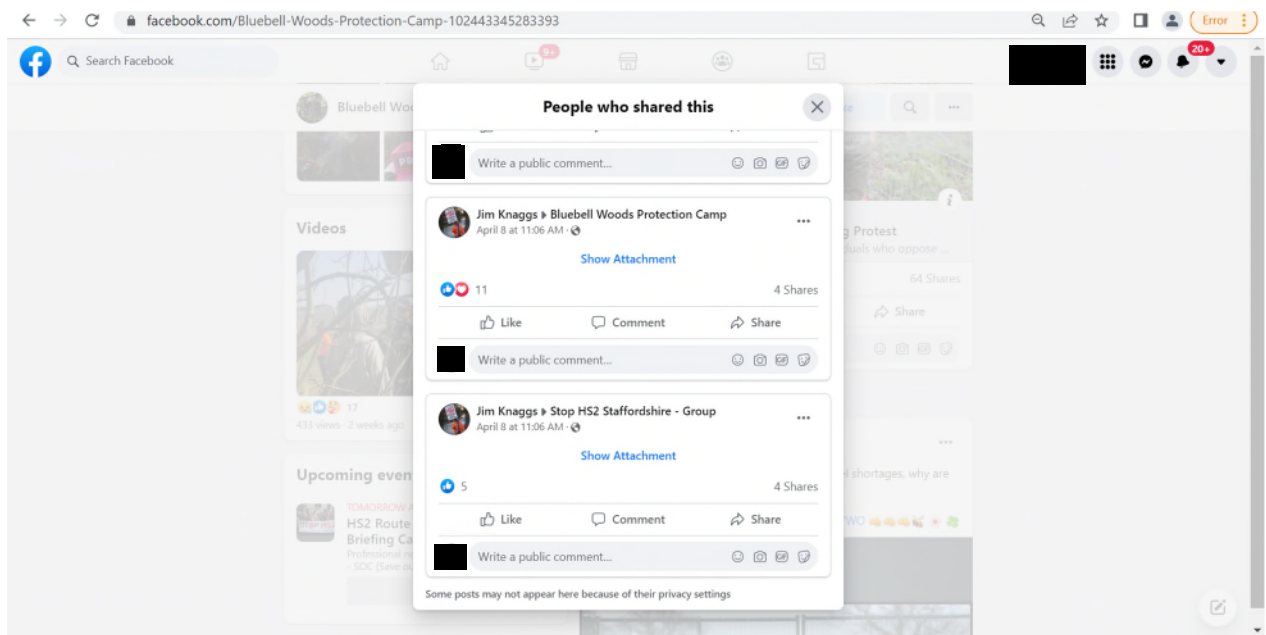 facebook.com/Bluebell-Woods-Protection-Camp-102443345283393
Error
Search Facebook
9+
20+
Bluebell Wo
People who shared this
Write a public comment...
Videos
Jim Knaggs Bluebell Woods Protection Camp
April 8 at 11:06 AM ·
Show Attachment
11
4 Shares
Like Comment Share
Write a public comment...
g Protest
duals who oppose ...
64 Shares
Share
17
433 views · 2 weeks ago
Jim Knaggs Stop HS2 Staffordshire - Group
April 8 at 11:06 AM ·
Show Attachment
5
4 Shares
Like Comment Share
Write a public comment...
Upcoming even
TOMORROW A
HS2 Route
Briefing Ca
Professional
- SOC (Save
shortages, why are
TWO
Some posts may not appear here because of their privacy settings